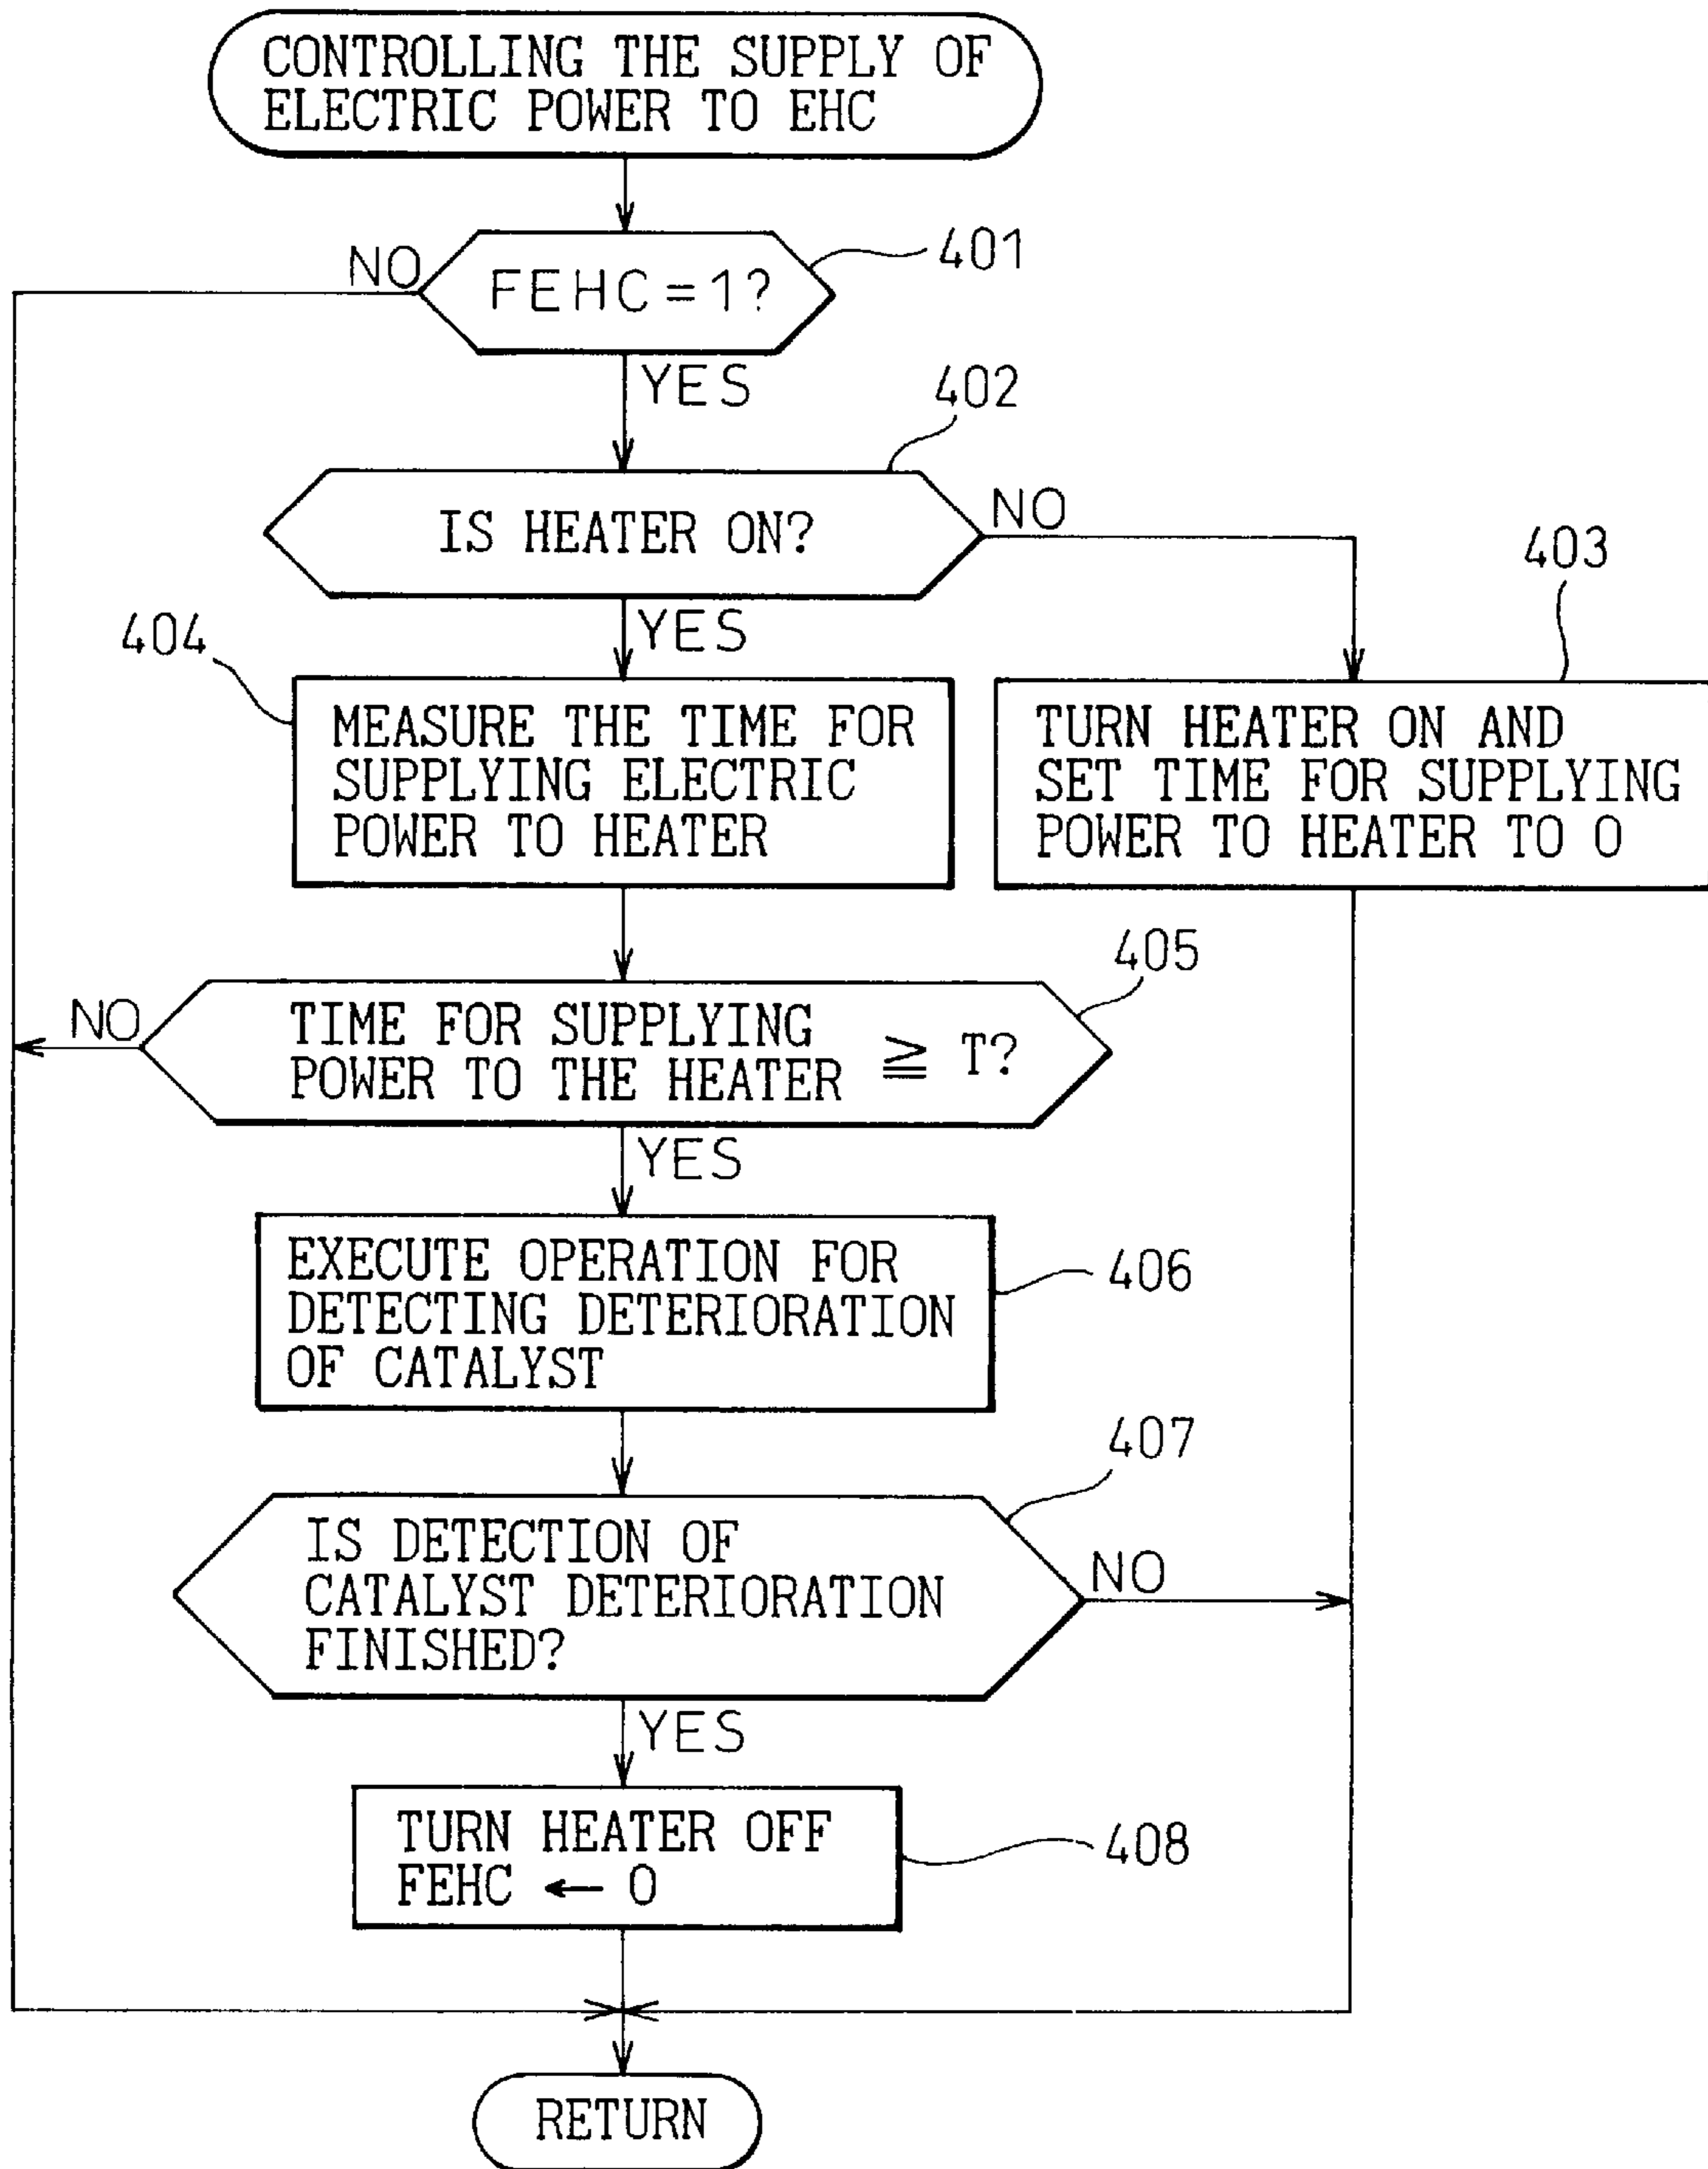 CONTROLLING THE SUPPLY OF
ELECTRIC POWER TO EHC
NO
FEHC=1?
401
YES
402
IS HEATER ON?
NO
403
404
YES
MEASURE THE TIME FOR
SUPPLYING ELECTRIC
POWER TO HEATER
TURN HEATER ON AND
SET TIME FOR SUPPLYING
POWER TO HEATER TO 0
405
NO
TIME FOR SUPPLYING
POWER TO THE HEATER ≧ T?
YES
EXECUTE OPERATION FOR
DETECTING DETERIORATION
OF CATALYST
406
407
IS DETECTION OF
CATALYST DETERIORATION
FINISHED?
NO
YES
TURN HEATER OFF
FEHC ← 0
408
RETURN